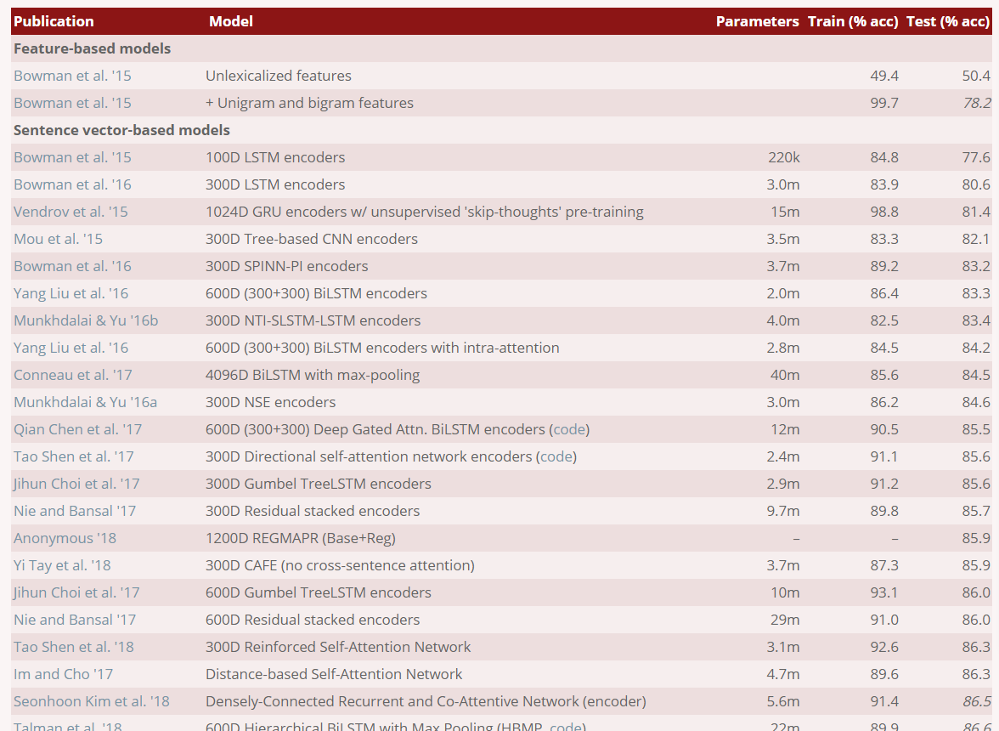 Publication Model Parameters Train (% acc) Test (% acc)
Feature-based models
Bowman et al. '15 Unlexicalized features 49.4 50.4
Bowman et al. '15 + Unigram and bigram features 99.7 78.2
Sentence vector-based models
Bowman et al. '15 100D LSTM encoders 220k 84.8 77.6
Bowman et al. '16 300D LSTM encoders 3.0m 83.9 80.6
Vendrov et al. '15 1024D GRU encoders w/ unsupervised 'skip-thoughts' pre-training 15m 98.8 81.4
Mou et al. '15 300D Tree-based CNN encoders 3.5m 83.3 82.1
Bowman et al. '16 300D SPINN-PI encoders 3.7m 89.2 83.2
Yang Liu et al. '16 600D (300+300) BiLSTM encoders 2.0m 86.4 83.3
Munkhdalai & Yu '16b 300D NTI-SLSTM-LSTM encoders 4.0m 82.5 83.4
Yang Liu et al. '16 600D (300+300) BiLSTM encoders with intra-attention 2.8m 84.5 84.2
Conneau et al. '17 4096D BiLSTM with max-pooling 40m 85.6 84.5
Munkhdalai & Yu '16a 300D NSE encoders 3.0m 86.2 84.6
Qian Chen et al. '17 600D (300+300) Deep Gated Attn. BiLSTM encoders (code) 12m 90.5 85.5
Tao Shen et al. '17 300D Directional self-attention network encoders (code) 2.4m 91.1 85.6
Jihun Choi et al. '17 300D Gumbel TreeLSTM encoders 2.9m 91.2 85.6
Nie and Bansal '17 300D Residual stacked encoders 9.7m 89.8 85.7
Anonymous '18 1200D REGMAPR (Base+Reg) – – 85.9
Yi Tay et al. '18 300D CAFE (no cross-sentence attention) 3.7m 87.3 85.9
Jihun Choi et al. '17 600D Gumbel TreeLSTM encoders 10m 93.1 86.0
Nie and Bansal '17 600D Residual stacked encoders 29m 91.0 86.0
Tao Shen et al. '18 300D Reinforced Self-Attention Network 3.1m 92.6 86.3
Im and Cho '17 Distance-based Self-Attention Network 4.7m 89.6 86.3
Seonhoon Kim et al. '18 Densely-Connected Recurrent and Co-Attentive Network (encoder) 5.6m 91.4 86.5
Talman et al. '18 600D Hierarchical BiLSTM with Max Pooling (HBMP, code) 22m 89.9 86.6